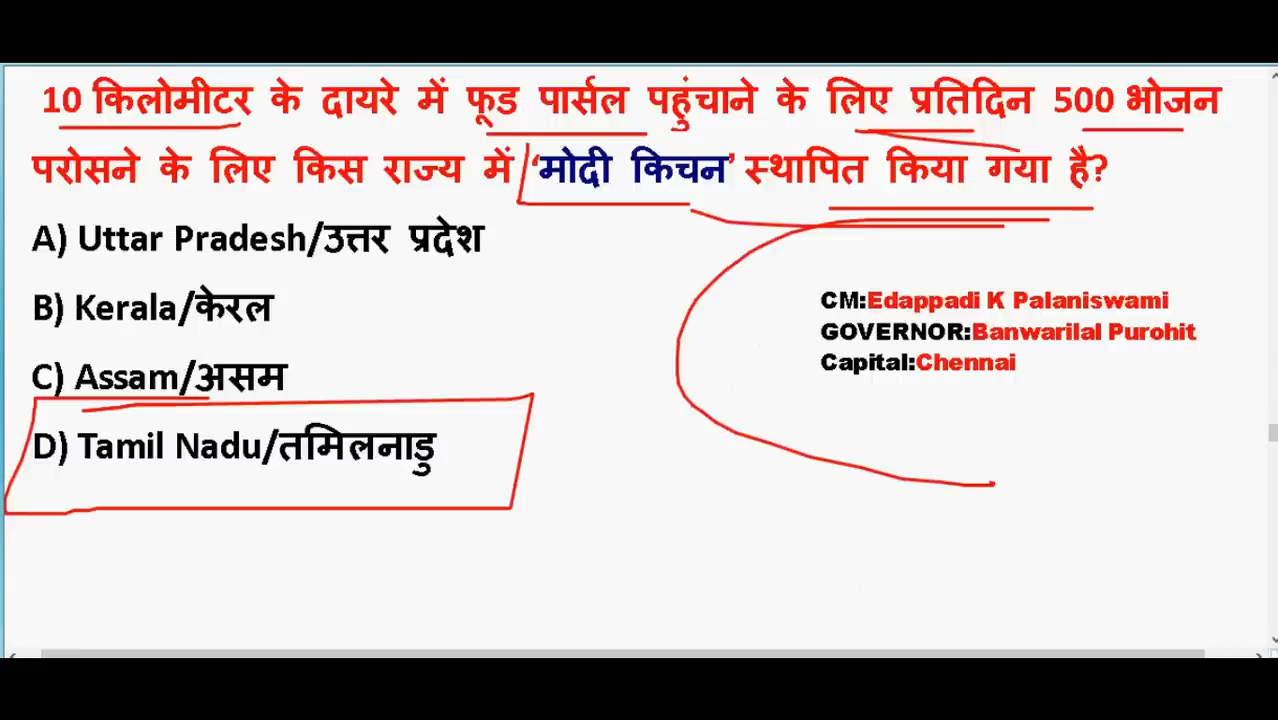 10 किलोमीटर के दायरे में फूड पार्सल पहुंचाने के लिए प्रतिदिन 500 भोजन
परोसने के लिए किस राज्य में 'मोदी किचन' स्थापित किया गया है?
A) Uttar Pradesh/उत्तर प्रदेश
B) Kerala/केरल
C) Assam/असम
D) Tamil Nadu/तमिलनाडु
CM:Edappadi K Palaniswami
GOVERNOR:Banwarilal Purohit
Capital:Chennai